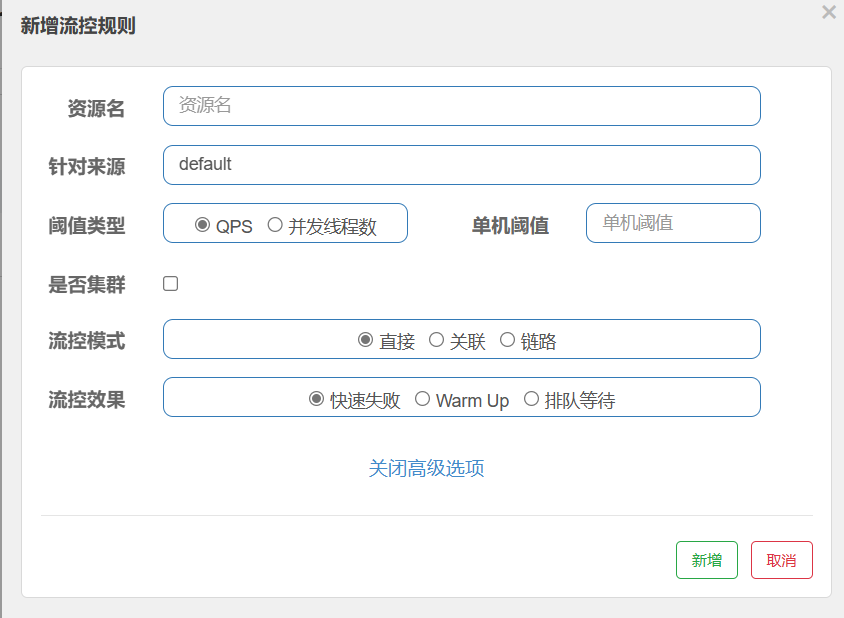 新增流控规则
×
资源名 资源名
针对来源 default
阈值类型 QPS 并发线程数 单机阈值 单机阈值
是否集群
流控模式 直接 关联 链路
流控效果 快速失败 Warm Up 排队等待
关闭高级选项
新增 取消